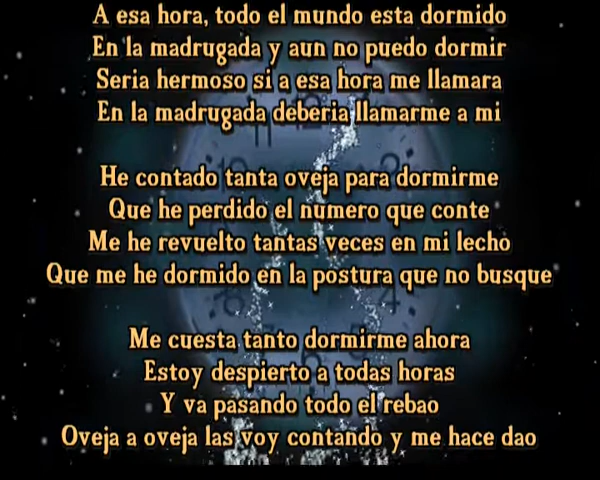 A esa hora, todo el mundo esta dormido
En la madrugada y aun no puedo dormir
Seria hermoso si a esa hora me llamara
En la madrugada deberia llamarme a mi
He contado tanta oveja para dormirme
Que he perdido el numero que conte
Me he revuelto tantas veces en mi lecho
Que me he dormido en la postura que no busque
Me cuesta tanto dormirme ahora
Estoy despierto a todas horas
Y va pasando todo el rebao
Oveja a oveja las voy contando y me hace dao